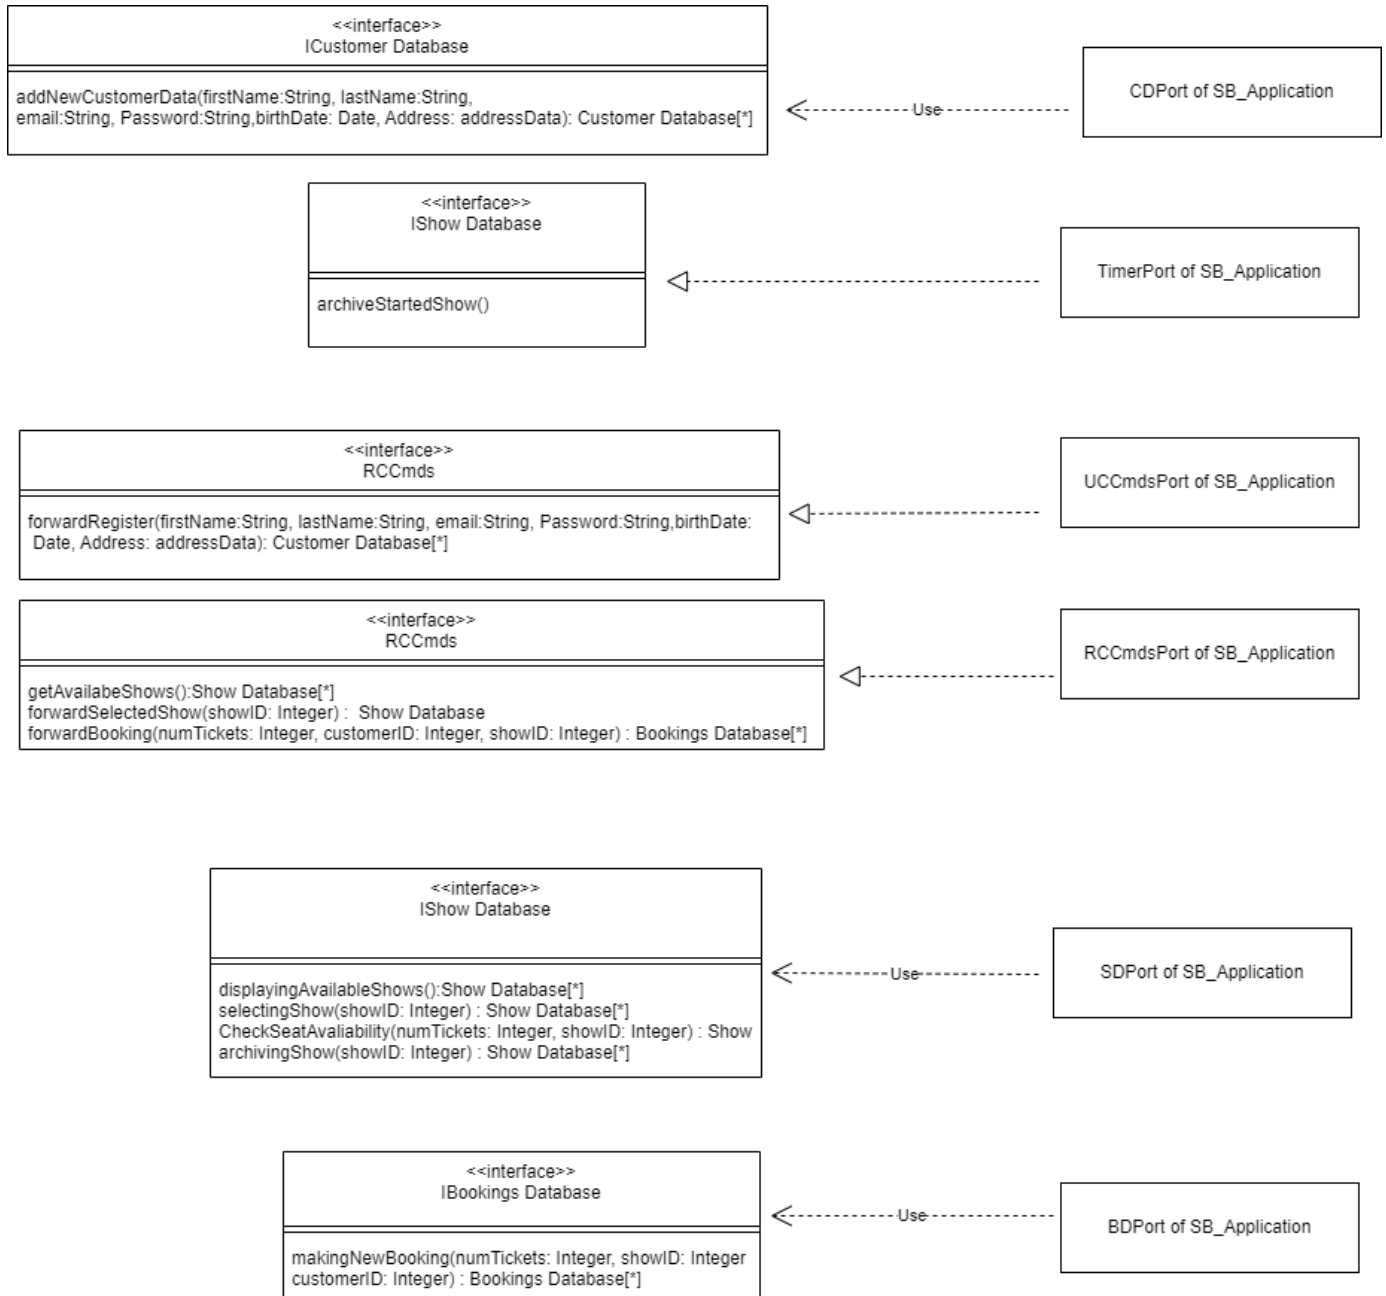 <<interface>>
ICustomer Database
addNewCustomerData(firstName:String, lastName:String,
email:String, Password:String,birthDate: Date, Address: addressData): Customer Database[*]
Use
CDPort of SB_Application
<<interface>>
IShow Database
archiveStartedShow()
TimerPort of SB_Application
<<interface>>
RCCmds
forwardRegister(firstName:String, lastName:String, email:String, Password:String,birthDate:
Date, Address: addressData): Customer Database[*]
UCCmdsPort of SB_Application
<<interface>>
RCCmds
getAvailabeShows():Show Database[*]
forwardSelectedShow(showID: Integer) : Show Database
forwardBooking(numTickets: Integer, customerID: Integer, showID: Integer) : Bookings Database[*]
RCCmdsPort of SB_Application
<<interface>>
IShow Database
displayingAvailableShows():Show Database[*]
selectingShow(showID: Integer) : Show Database[*]
CheckSeatAvaliability(numTickets: Integer, showID: Integer) : Show
archivingShow(showID: Integer) : Show Database[*]
Use
SDPort of SB_Application
<<interface>>
IBookings Database
makingNewBooking(numTickets: Integer, showID: Integer
customerID: Integer) : Bookings Database[*]
Use
BDPort of SB_Application